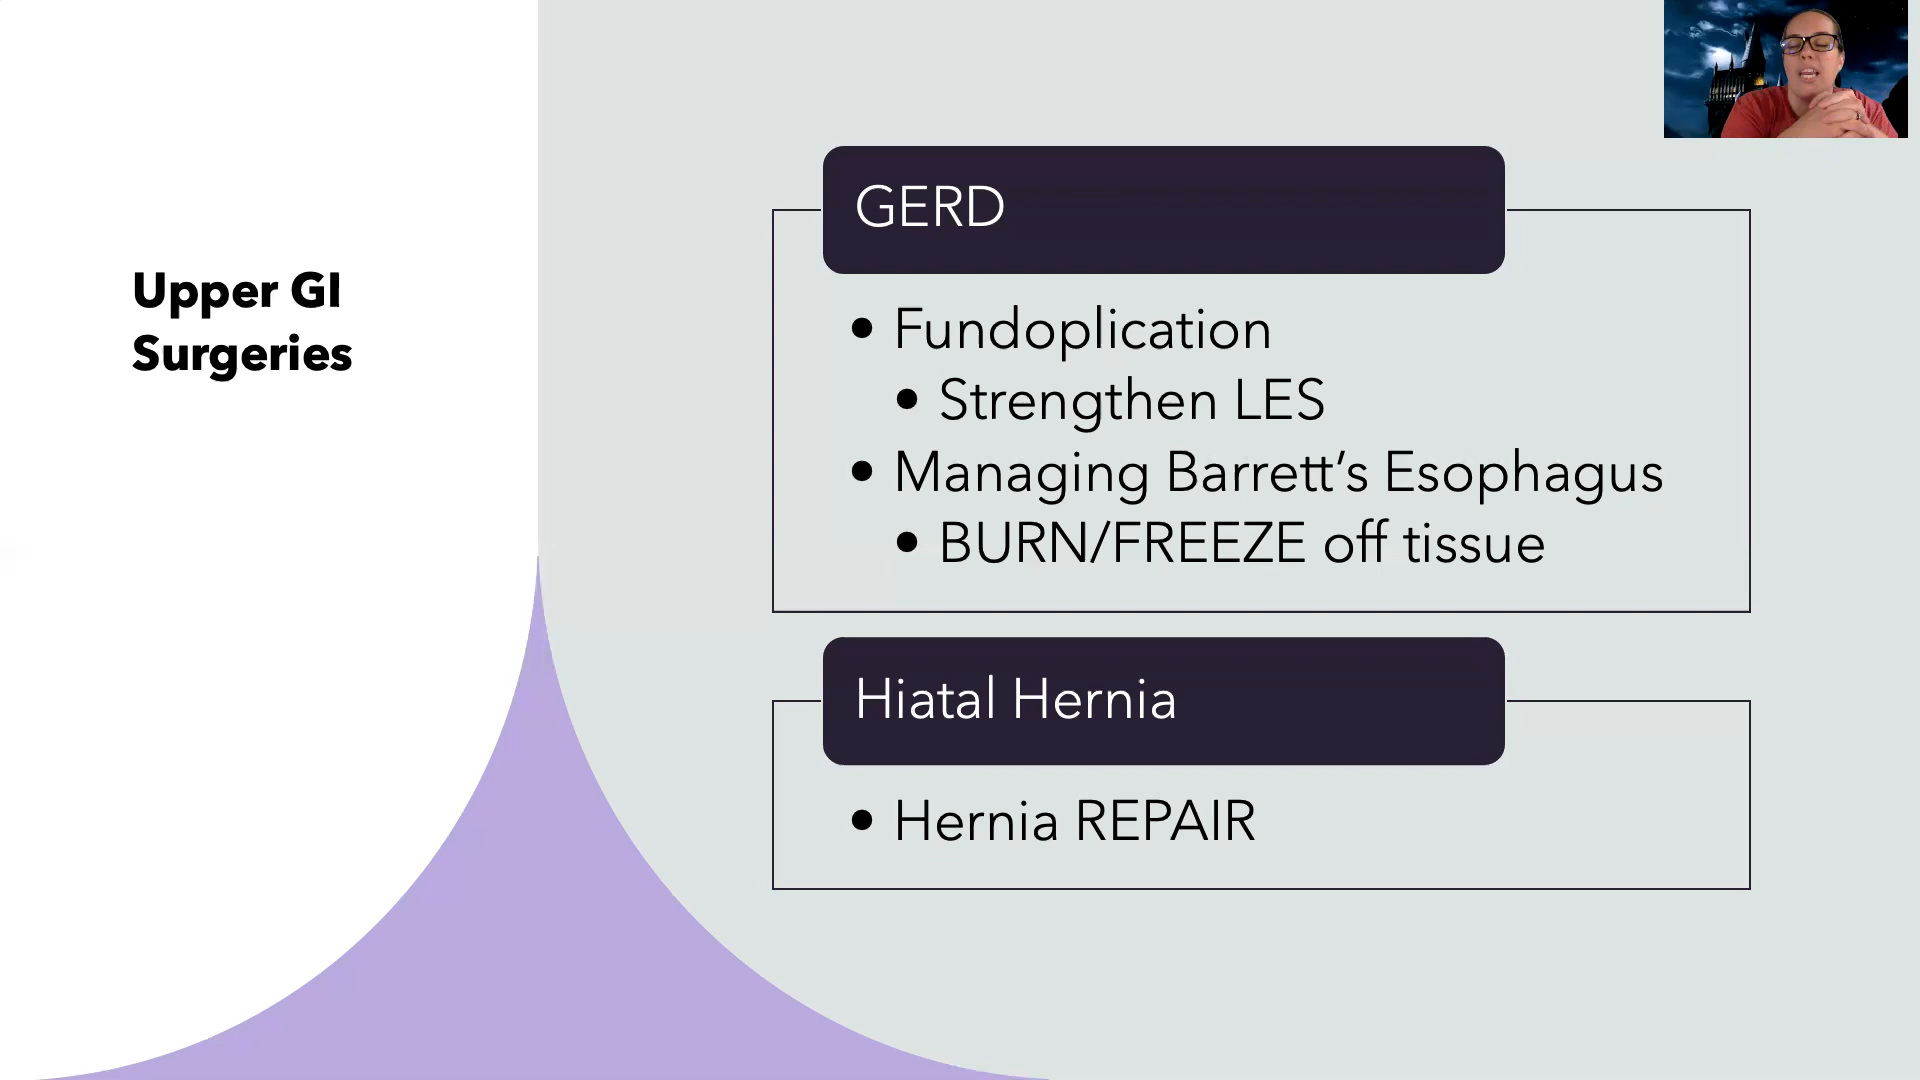 Upper GI
Surgeries
GERD
• Fundoplication
• Strengthen LES
• Managing Barrett’s Esophagus
• BURN/FREEZE off tissue
Hiatal Hernia
• Hernia REPAIR